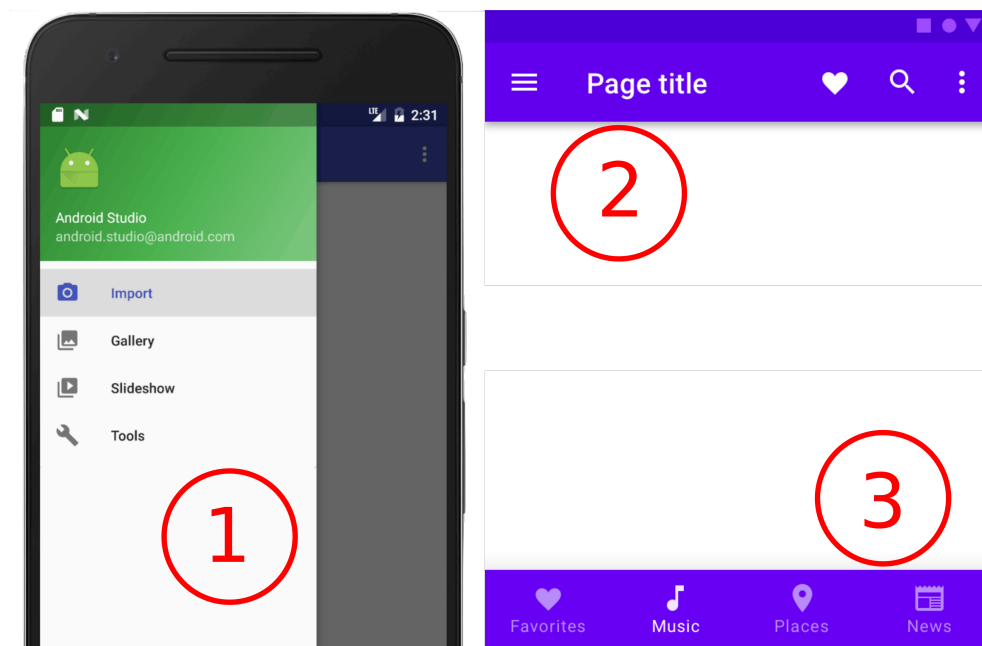 LTE 2:31
Android Studio
android.studio@android.com
Import
Gallery
Slideshow
Tools
1
Page title
2
3
Favorites Music Places News